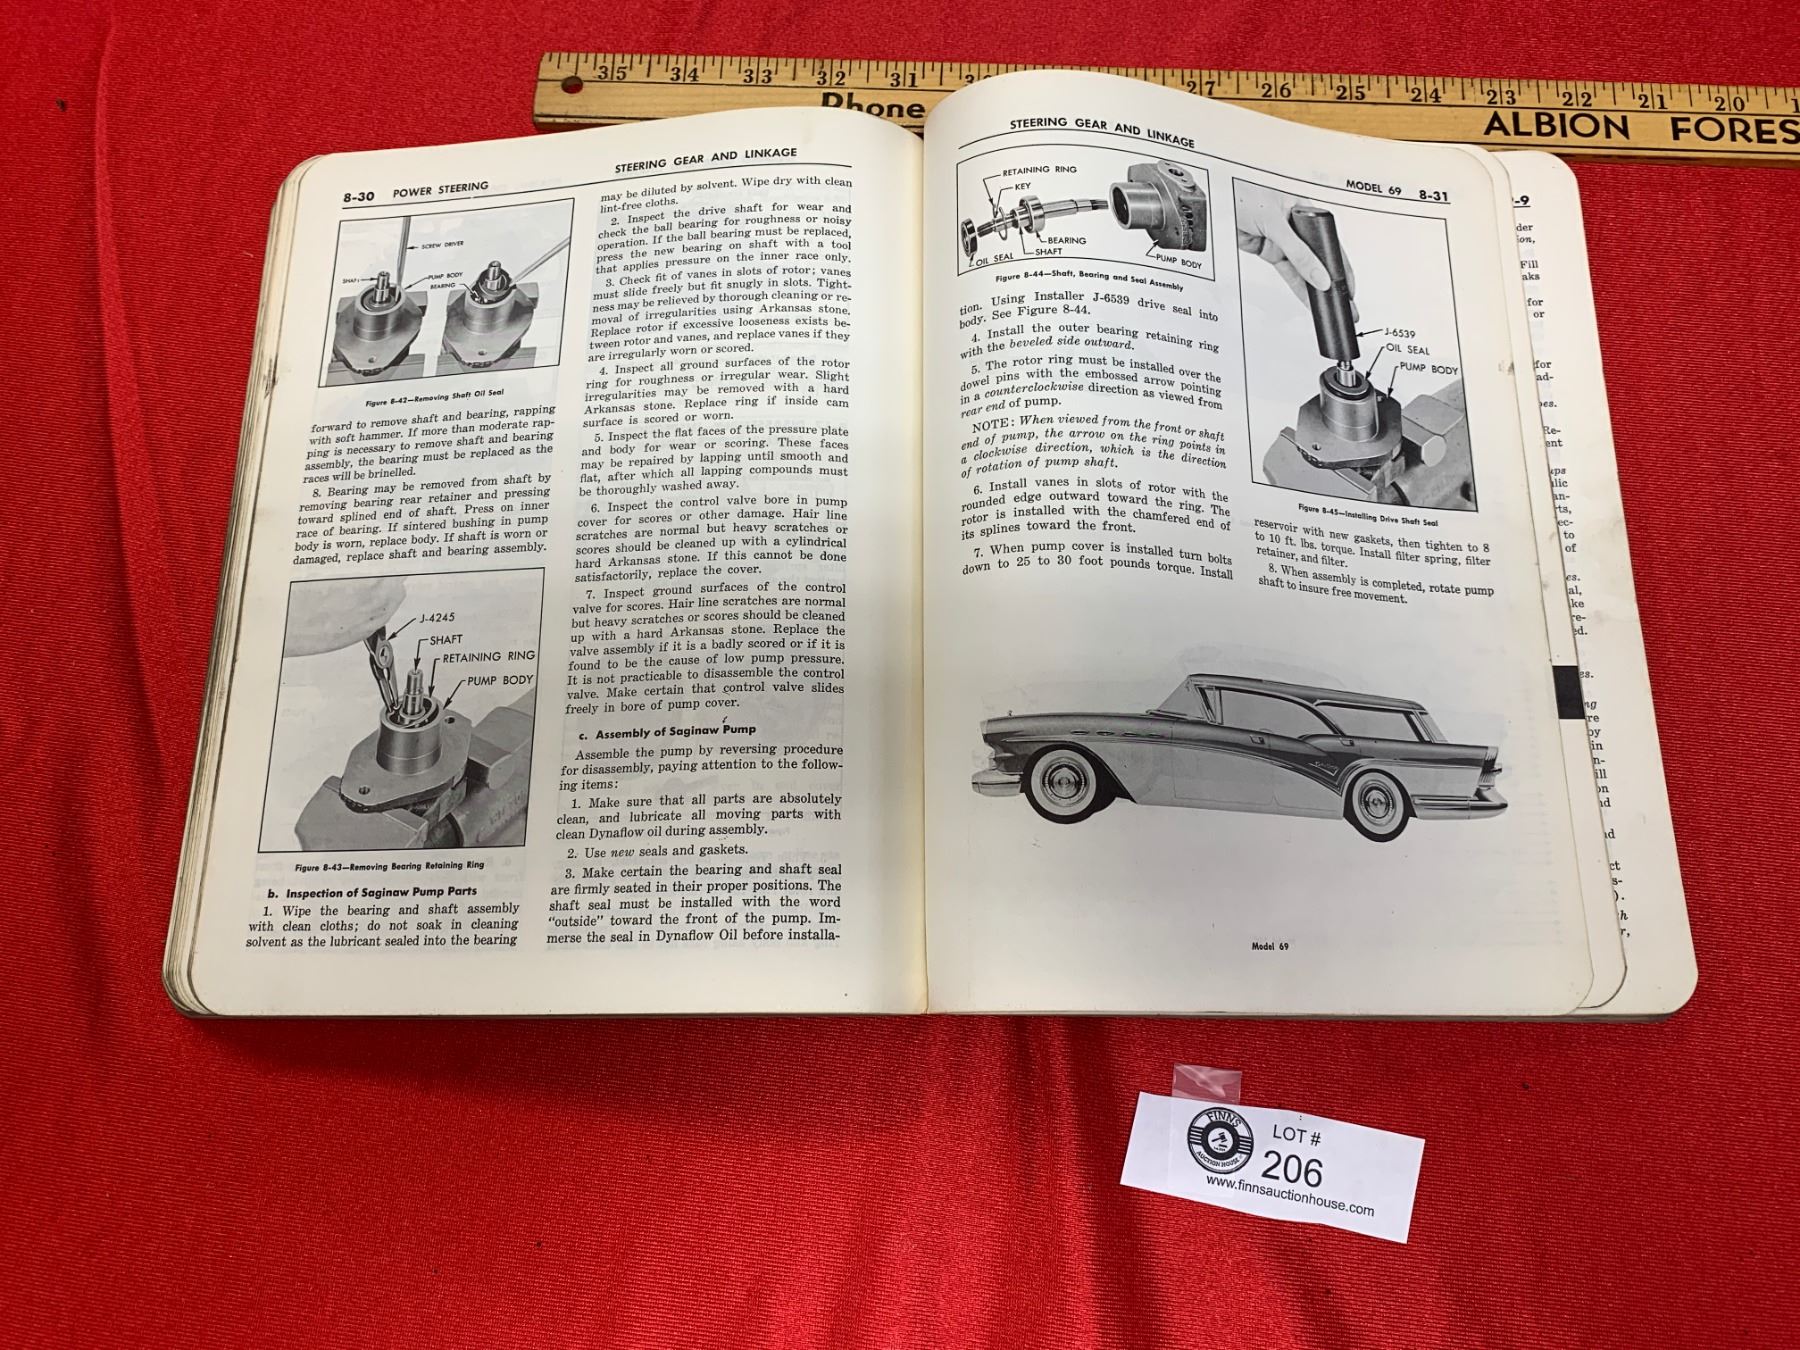 35 34 33 32 31 27 26 25 24 23 22 21 20
Phone
ALBION FORES
8-30 POWER STEERING
STEERING GEAR AND LINKAGE
SCREW DRIVER
SHAFT
PUMP BODY
BEARING
Figure 8-42—Removing Shaft Oil Seal
forward to remove shaft and bearing, rapping
with soft hammer. If more than moderate rap-
ping is necessary to remove shaft and bearing
assembly, the bearing must be replaced as the
races will be brinelled.
8. Bearing may be removed from shaft by
removing bearing rear retainer and pressing
toward splined end of shaft. Press on inner
race of bearing. If sintered bushing in pump
body is worn, replace body. If shaft is worn or
damaged, replace shaft and bearing assembly.
J-4245
SHAFT
RETAINING RING
PUMP BODY
Figure 8-43—Removing Bearing Retaining Ring
b. Inspection of Saginaw Pump Parts
1. Wipe the bearing and shaft assembly
with clean cloths; do not soak in cleaning
solvent as the lubricant sealed into the bearing
may be diluted by solvent. Wipe dry with clean
lint-free cloths.
2. Inspect the drive shaft for wear and
check the ball bearing for roughness or noisy
operation. If the ball bearing must be replaced,
press the new bearing on shaft with a tool
that applies pressure on the inner race only.
3. Check fit of vanes in slots of rotor; vanes
must slide freely but fit snugly in slots. Tight-
ness may be relieved by thorough cleaning or re-
moval of irregularities using Arkansas stone.
Replace rotor if excessive looseness exists be-
tween rotor and vanes, and replace vanes if they
are irregularly worn or scored.
4. Inspect all ground surfaces of the rotor
ring for roughness or irregular wear. Slight
irregularities may be removed with a hard
Arkansas stone. Replace ring if inside cam
surface is scored or worn.
5. Inspect the flat faces of the pressure plate
and body for wear or scoring. These faces
may be repaired by lapping until smooth and
flat, after which all lapping compounds must
be thoroughly washed away.
6. Inspect the control valve bore in pump
cover for scores or other damage. Hair line
scratches are normal but heavy scratches or
scores should be cleaned up with a cylindrical
hard Arkansas stone. If this cannot be done
satisfactorily, replace the cover.
7. Inspect ground surfaces of the control
valve for scores. Hair line scratches are normal
but heavy scratches or scores should be cleaned
up with a hard Arkansas stone. Replace the
valve assembly if it is a badly scored or if it is
found to be the cause of low pump pressure.
It is not practicable to disassemble the control
valve. Make certain that control valve slides
freely in bore of pump cover.
c. Assembly of Saginaw Pump
Assemble the pump by reversing procedure
for disassembly, paying attention to the follow-
ing items:
1. Make sure that all parts are absolutely
clean, and lubricate all moving parts with
clean Dynaflow oil during assembly.
2. Use new seals and gaskets.
3. Make certain the bearing and shaft seal
are firmly seated in their proper positions. The
shaft seal must be installed with the word
"outside" toward the front of the pump. Im-
merse the seal in Dynaflow Oil before installa-
STEERING GEAR AND LINKAGE
MODEL 69 8-31
RETAINING RING
KEY
BEARING
SHAFT
OIL SEAL
PUMP BODY
Figure 8-44—Shaft, Bearing and Seal Assembly
tion. Using Installer J-6539 drive seal into
body. See Figure 8-44.
4. Install the outer bearing retaining ring
with the beveled side outward.
5. The rotor ring must be installed over the
dowel pins with the embossed arrow pointing
in a counterclockwise direction as viewed from
rear end of pump.
NOTE: When viewed from the front or shaft
end of pump, the arrow on the ring points in
a clockwise direction, which is the direction
of rotation of pump shaft.
6. Install vanes in slots of rotor with the
rounded edge outward toward the ring. The
rotor is installed with the chamfered end of
its splines toward the front.
7. When pump cover is installed turn bolts
down to 25 to 30 foot pounds torque. Install
J-6539
OIL SEAL
PUMP BODY
Figure 8-45—Installing Drive Shaft Seal
reservoir with new gaskets, then tighten to 8
to 10 ft. lbs. torque. Install filter spring, filter
retainer, and filter.
8. When assembly is completed, rotate pump
shaft to insure free movement.
Model 69
FINNS
AUCTION HOUSE
LOT #
206
www.finnsauctionhouse.com